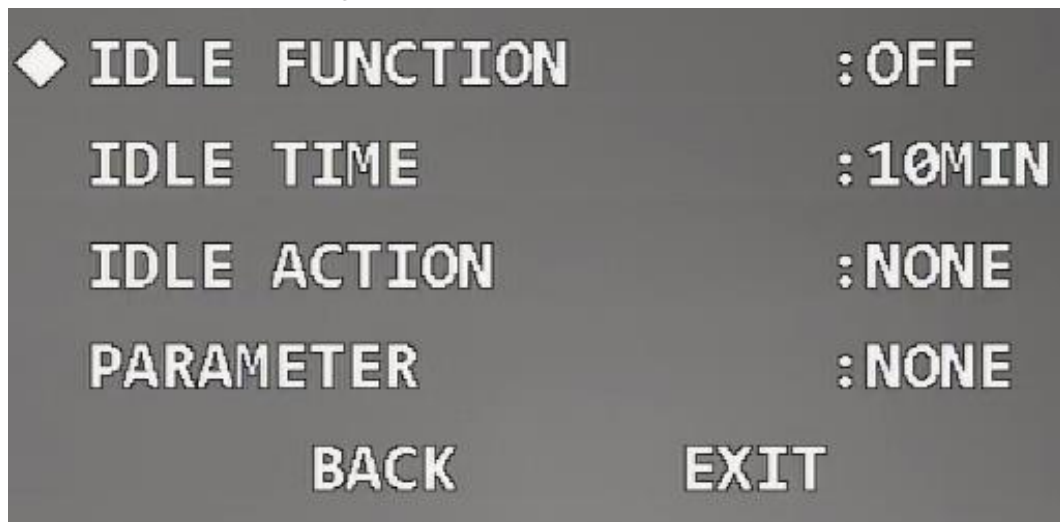 IDLE FUNCTION :OFF
IDLE TIME :10MIN
IDLE ACTION :NONE
PARAMETER :NONE
BACK EXIT